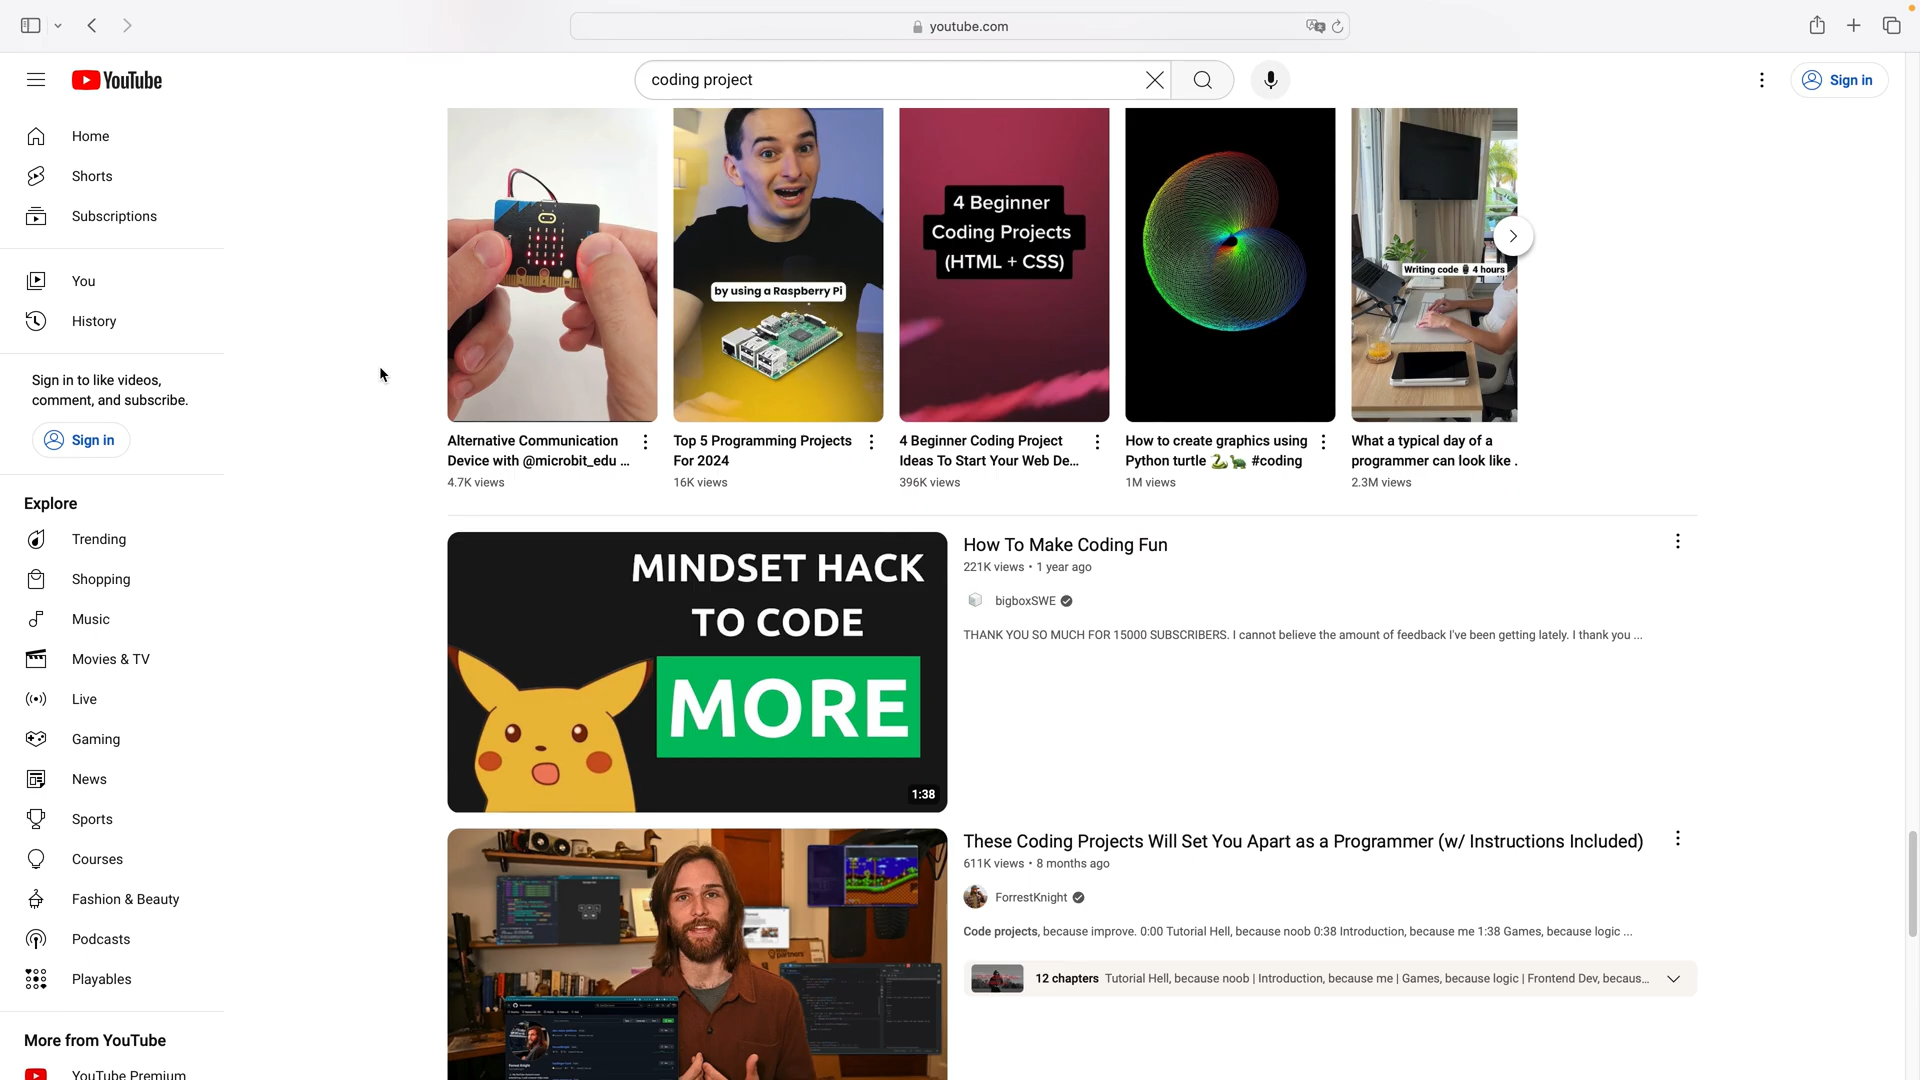 youtube.com
YouTube
coding project
Sign in
Home
Shorts
Subscriptions
You
History
Sign in to like videos,
comment, and subscribe.
Sign in
Explore
Trending
Shopping
Music
Movies & TV
Live
Gaming
News
Sports
Courses
Fashion & Beauty
Podcasts
Playables
More from YouTube
YouTube Premium
by using a Raspberry Pi
4 Beginner
Coding Projects
(HTML + CSS)
Writing code 4 hours
Alternative Communication
Device with @microbit_edu ...
4.7K views
Top 5 Programming Projects
For 2024
16K views
4 Beginner Coding Project
Ideas To Start Your Web De...
396K views
How to create graphics using
Python turtle 🐍🐢 #coding
1M views
What a typical day of a
programmer can look like .
2.3M views
MINDSET HACK
TO CODE
MORE
1:38
How To Make Coding Fun
221K views • 1 year ago
bigboxSWE
THANK YOU SO MUCH FOR 15000 SUBSCRIBERS. I cannot believe the amount of feedback I've been getting lately. I thank you ...
These Coding Projects Will Set You Apart as a Programmer (w/ Instructions Included)
611K views • 8 months ago
ForrestKnight
Code projects, because improve. 0:00 Tutorial Hell, because noob 0:38 Introduction, because me 1:38 Games, because logic ...
12 chapters Tutorial Hell, because noob | Introduction, because me | Games, because logic | Frontend Dev, becaus...